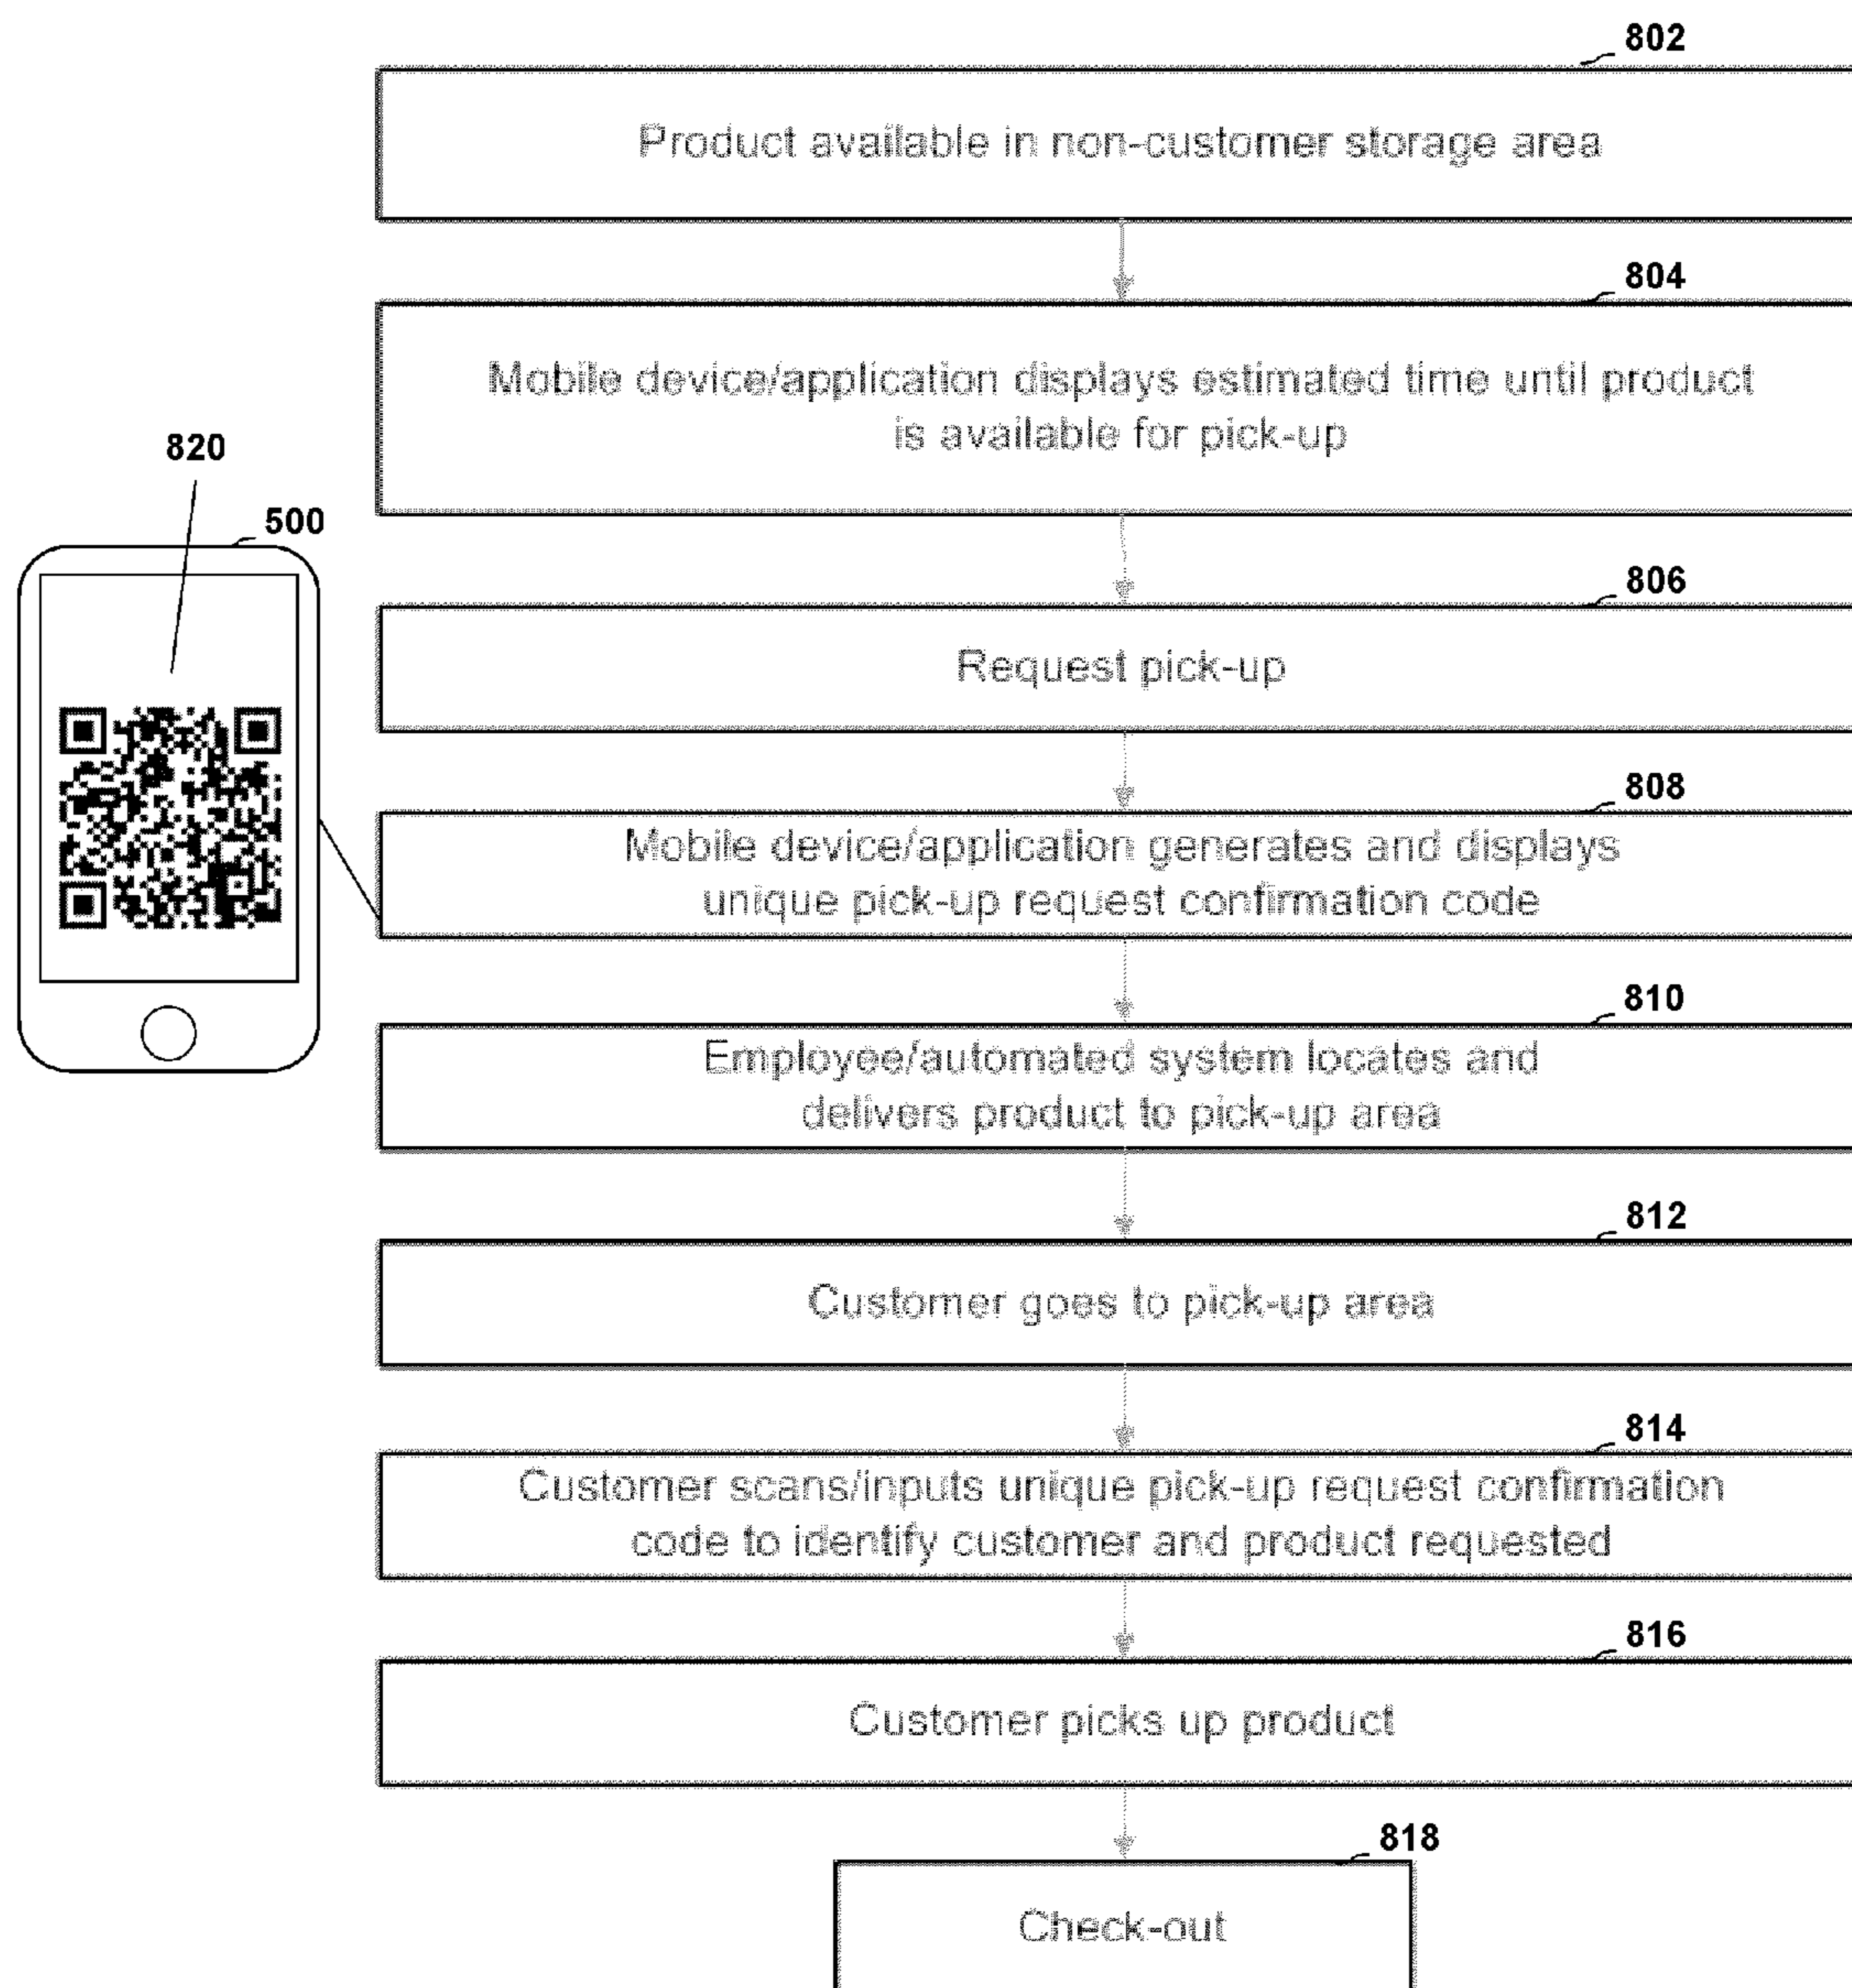 802
Product available in non-customer storage area
804
Mobile device/application displays estimated time until product
is available for pick-up
820
500
806
Request pick-up
808
Mobile device/application generates and displays
unique pick-up request confirmation code
810
Employee/automated system locates and
delivers product to pick-up area
812
Customer goes to pick-up area
814
Customer scans/inputs unique pick-up request confirmation
code to identify customer and product requested
816
Customer picks up product
818
Check-out